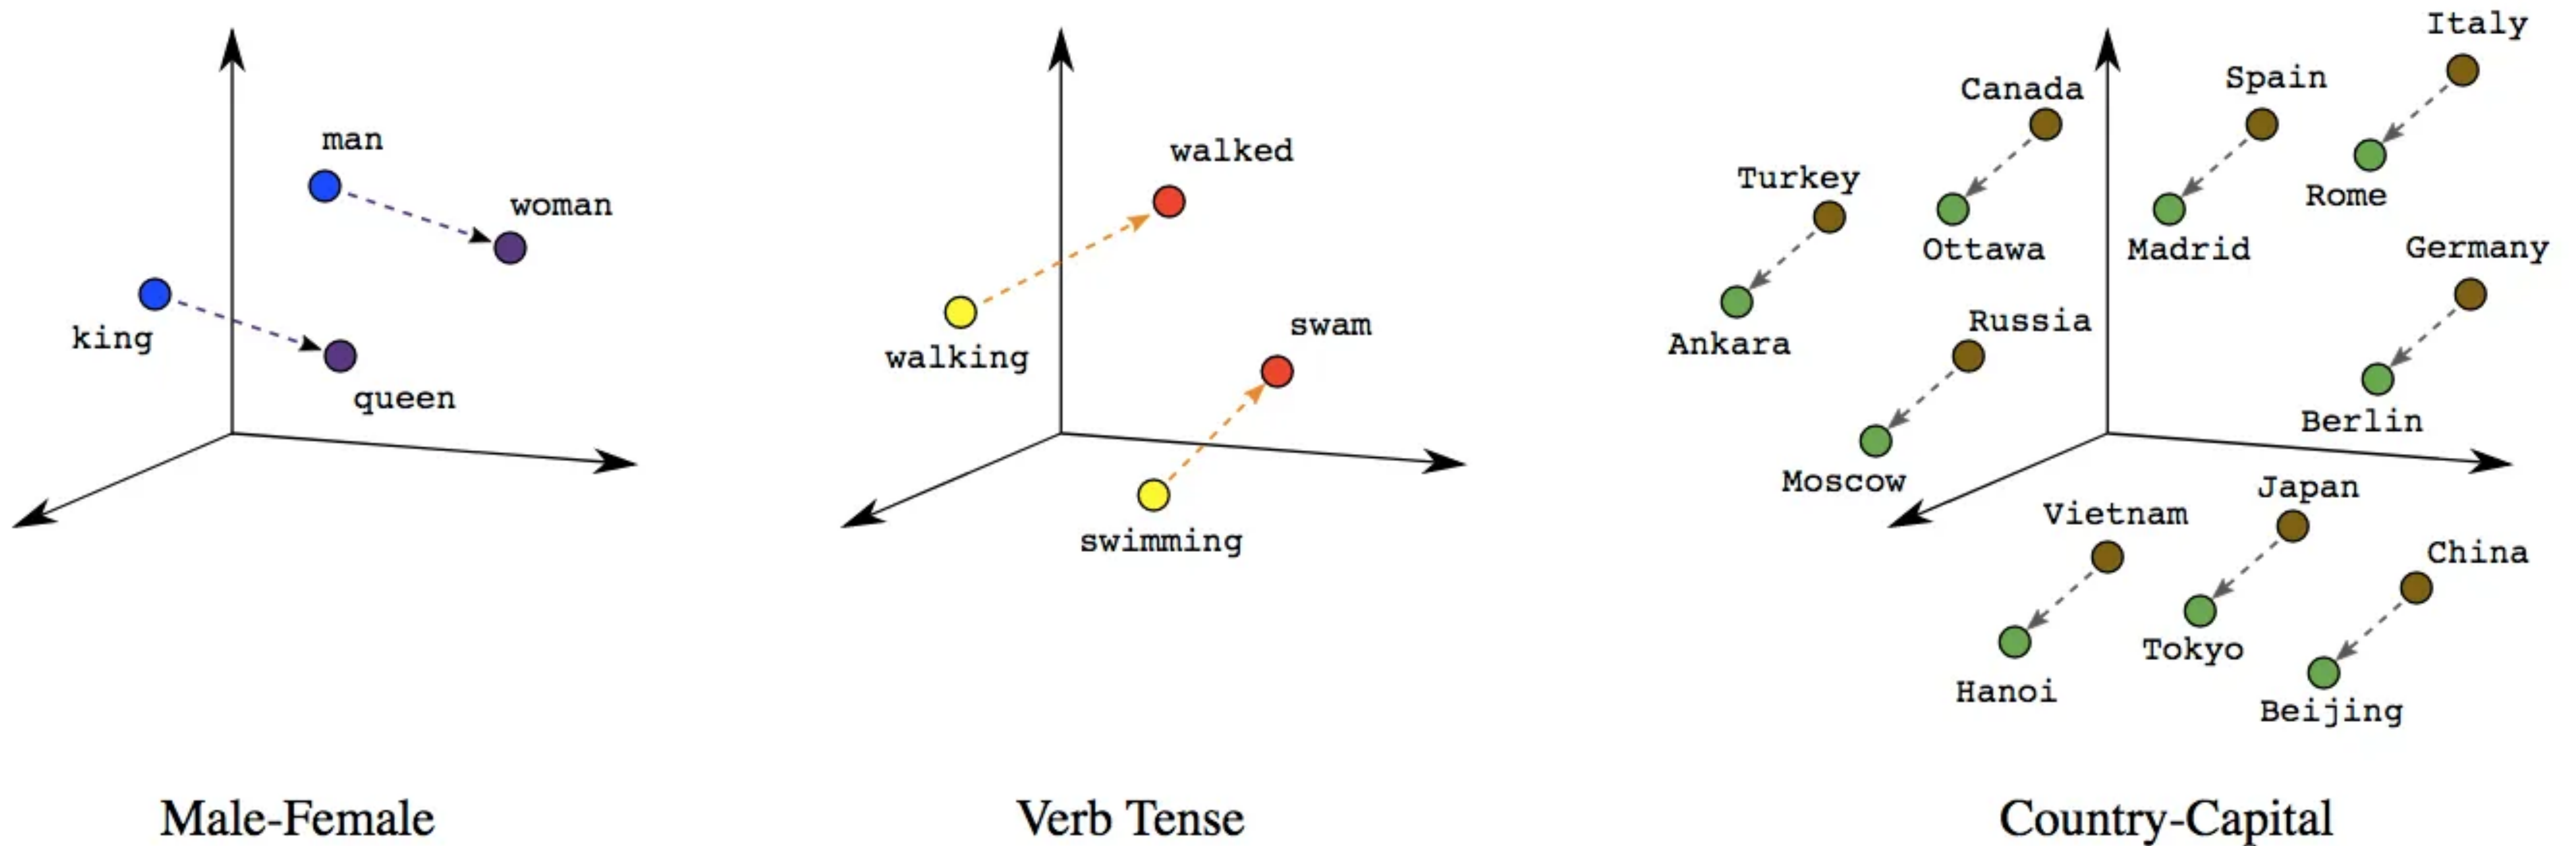 man
woman
king
queen
Male-Female
walked
walking
swam
swimming
Verb Tense
Italy
Spain
Canada
Turkey
Rome
Ottawa
Madrid
Germany
Russia
Ankara
Berlin
Moscow
Japan
Vietnam
China
Tokyo
Hanoi
Beijing
Country-Capital